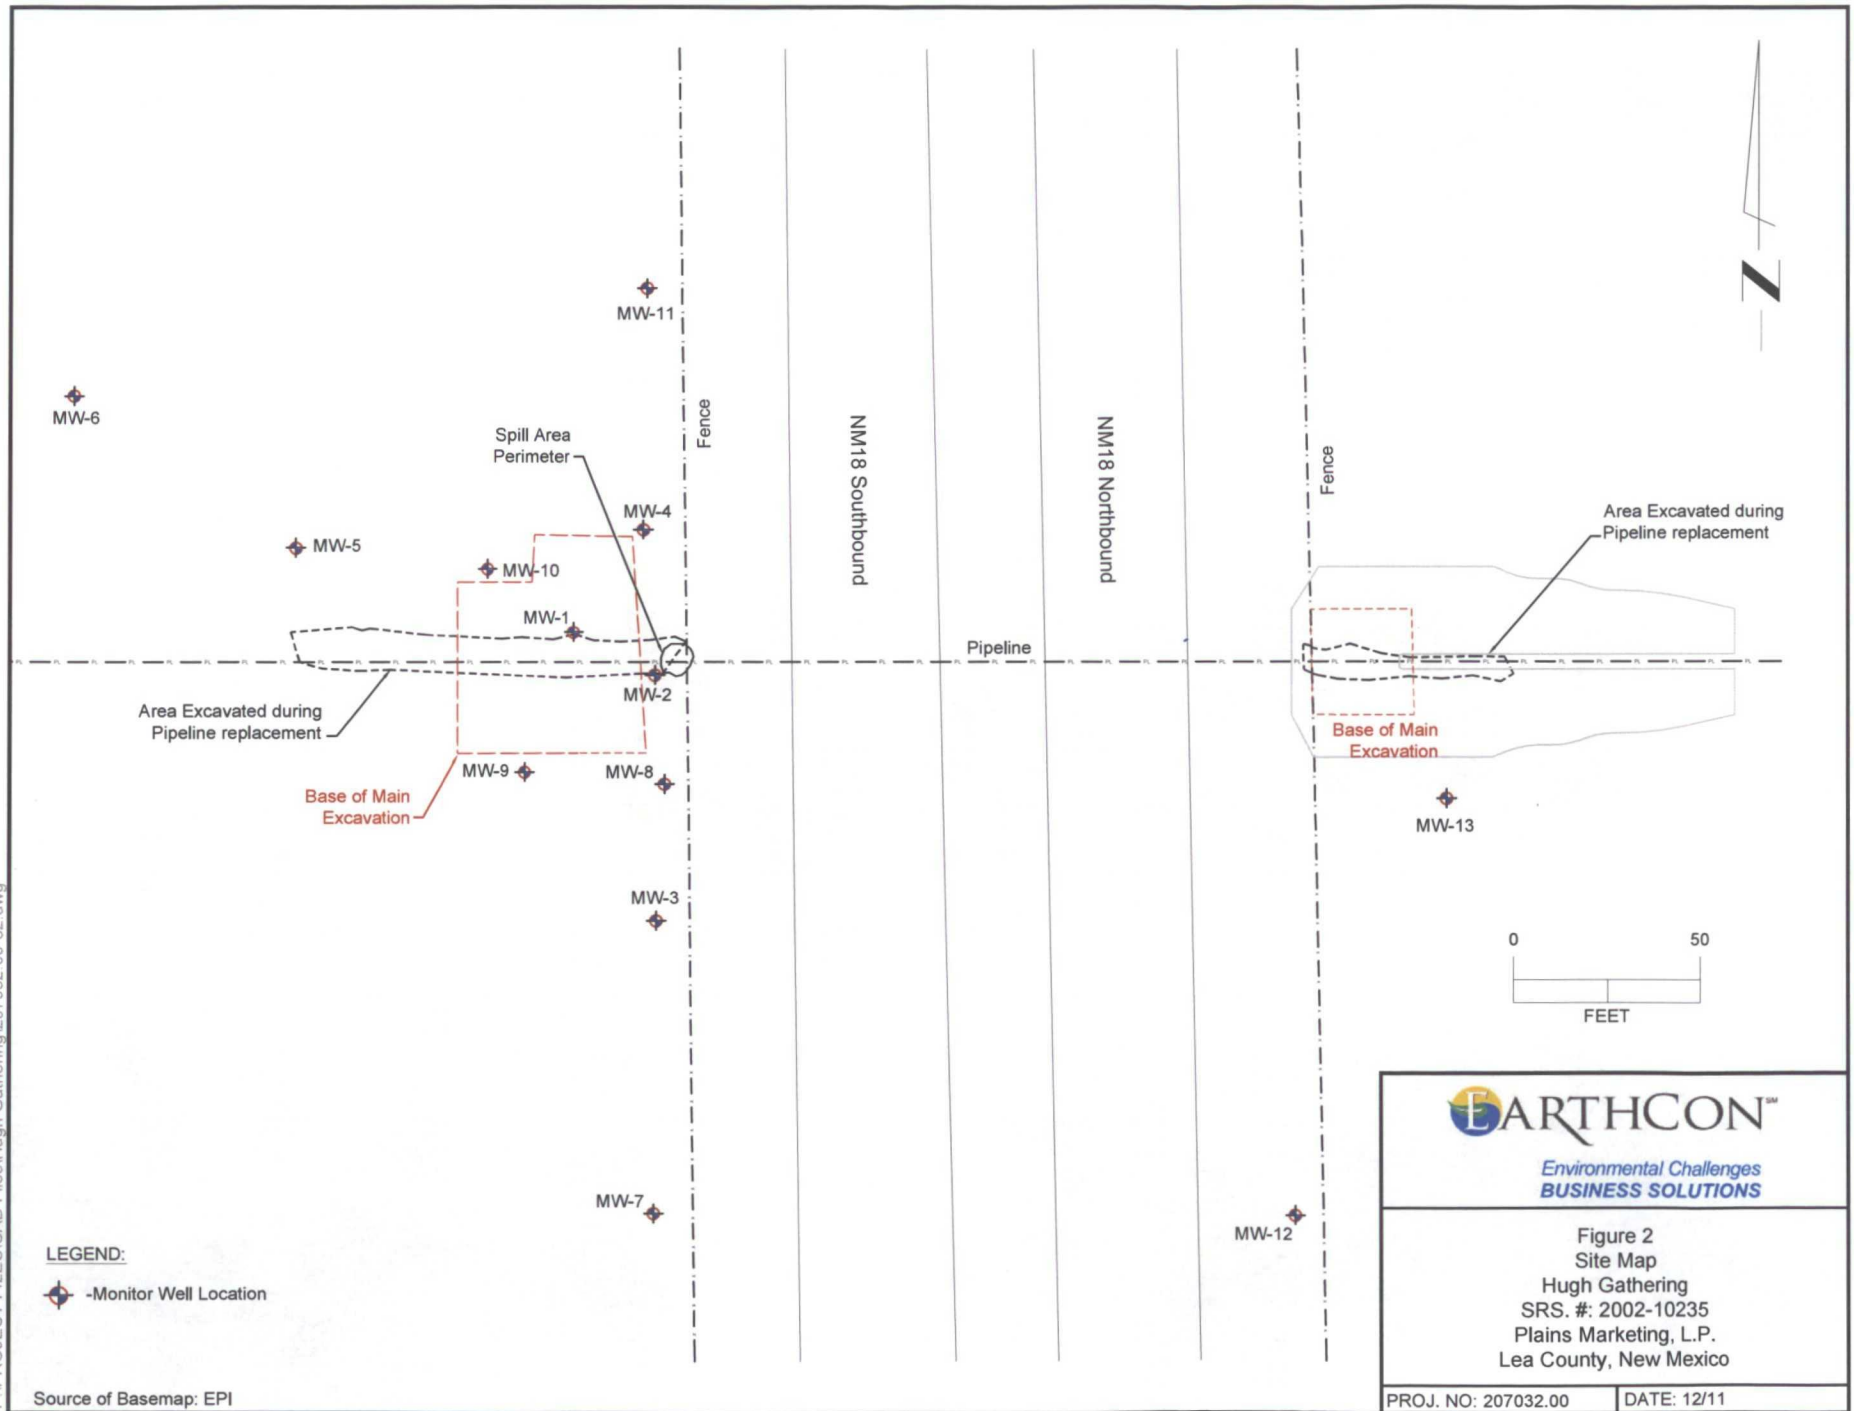 MW-11
MW-6
Fence
Spill Area
Perimeter
NM18 Southbound
NM18 Northbound
Fence
MW-4
MW-5
MW-10
MW-1
Area Excavated during
Pipeline replacement
Pipeline
MW-2
Area Excavated during
Pipeline replacement
Base of Main
Excavation
MW-9
MW-8
Base of Main
Excavation
MW-13
MW-3
0 50
FEET
MW-7
MW-12
N
LEGEND:
-Monitor Well Location
Source of Basemap: EPI
EARTHCON SM
Environmental Challenges
BUSINESS SOLUTIONS
Figure 2
Site Map
Hugh Gathering
SRS. #: 2002-10235
Plains Marketing, L.P.
Lea County, New Mexico
PROJ. NO: 207032.00
DATE: 12/11